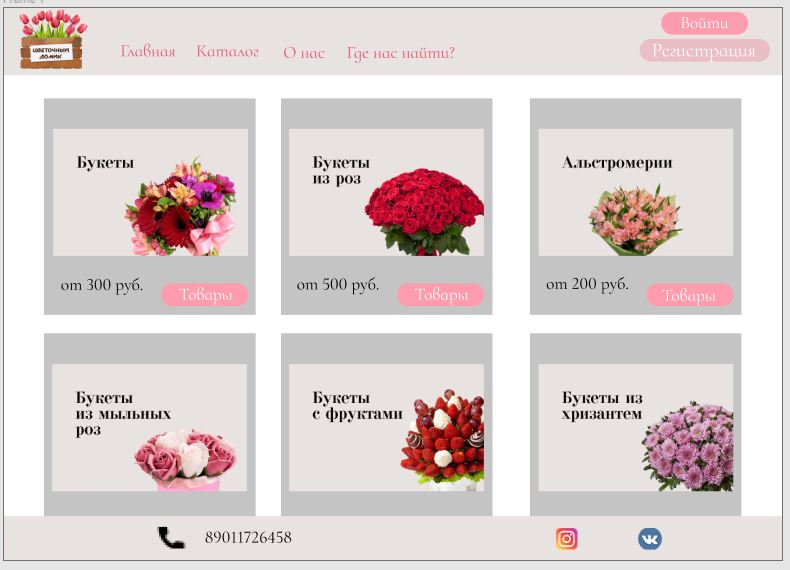 Frame 1
ЦВЕТОЧНЫЙ
ДОМИК
Главная Каталог О нас Где нас найти?
Войти
Регистрация
Букеты
от 300 руб.
Товары
Букеты
из роз
от 500 руб.
Товары
Альстромерии
от 200 руб.
Товары
Букеты
из мыльных
роз
Букеты
с фруктами
Букеты из
хризантем
89011726458